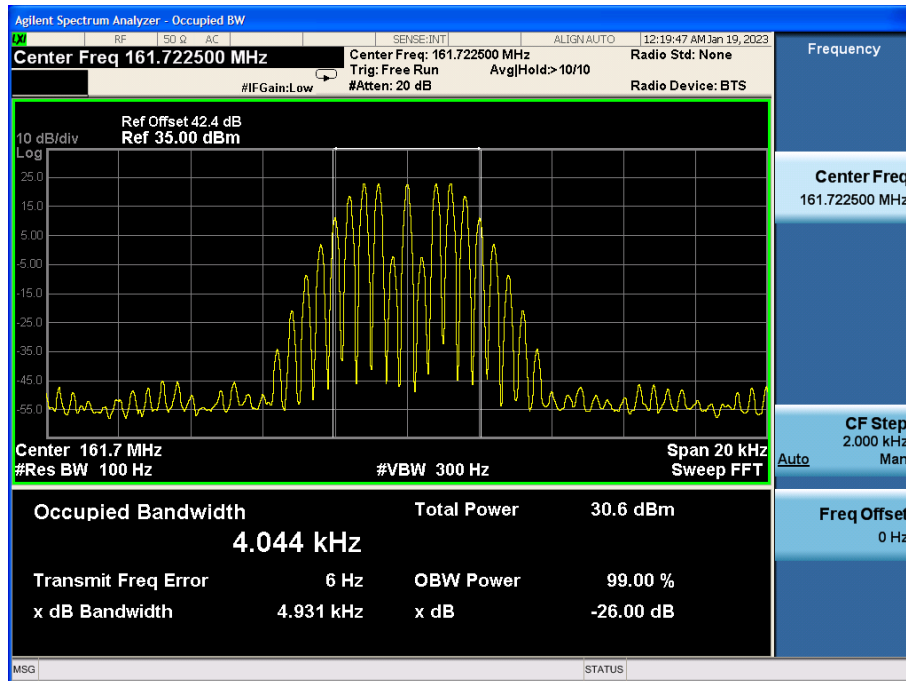 Agilent Spectrum Analyzer - Occupied BW
LXI RF 50 Ω AC SENSE:INT ALIGN AUTO 12:19:47 AM Jan 19, 2023
Center Freq 161.722500 MHz
Center Freq: 161.722500 MHz
Radio Std: None
Trig: Free Run Avg|Hold:>10/10
#IFGain:Low #Atten: 20 dB Radio Device: BTS
Ref Offset 42.4 dB
10 dB/div Ref 35.00 dBm
Log
25.0
15.0
5.00
-5.00
-15.0
-25.0
-35.0
-45.0
-55.0
Center 161.7 MHz Span 20 kHz
#Res BW 100 Hz #VBW 300 Hz Sweep FFT
Occupied Bandwidth Total Power 30.6 dBm
4.044 kHz
Transmit Freq Error 6 Hz OBW Power 99.00 %
x dB Bandwidth 4.931 kHz x dB -26.00 dB
MSG STATUS
Frequency
Center Freq
161.722500 MHz
CF Step
2.000 kHz
Auto Man
Freq Offset
0 Hz